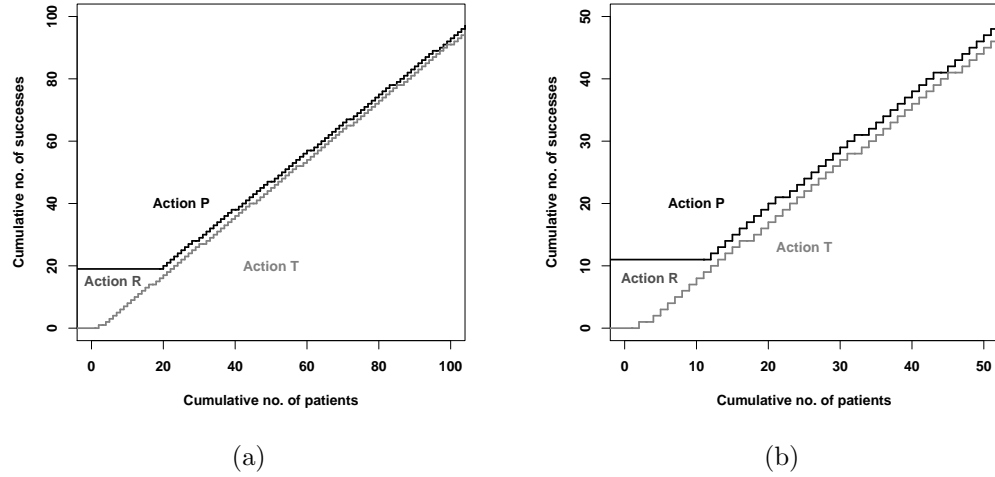 Cumulative no. of successes
100
80
60
40
20
0
Action P
Action R
Action T
0 20 40 60 80 100
Cumulative no. of patients
(a)
Cumulative no. of successes
50
40
30
20
10
0
Action P
Action R
Action T
0 10 20 30 40 50
Cumulative no. of patients
(b)